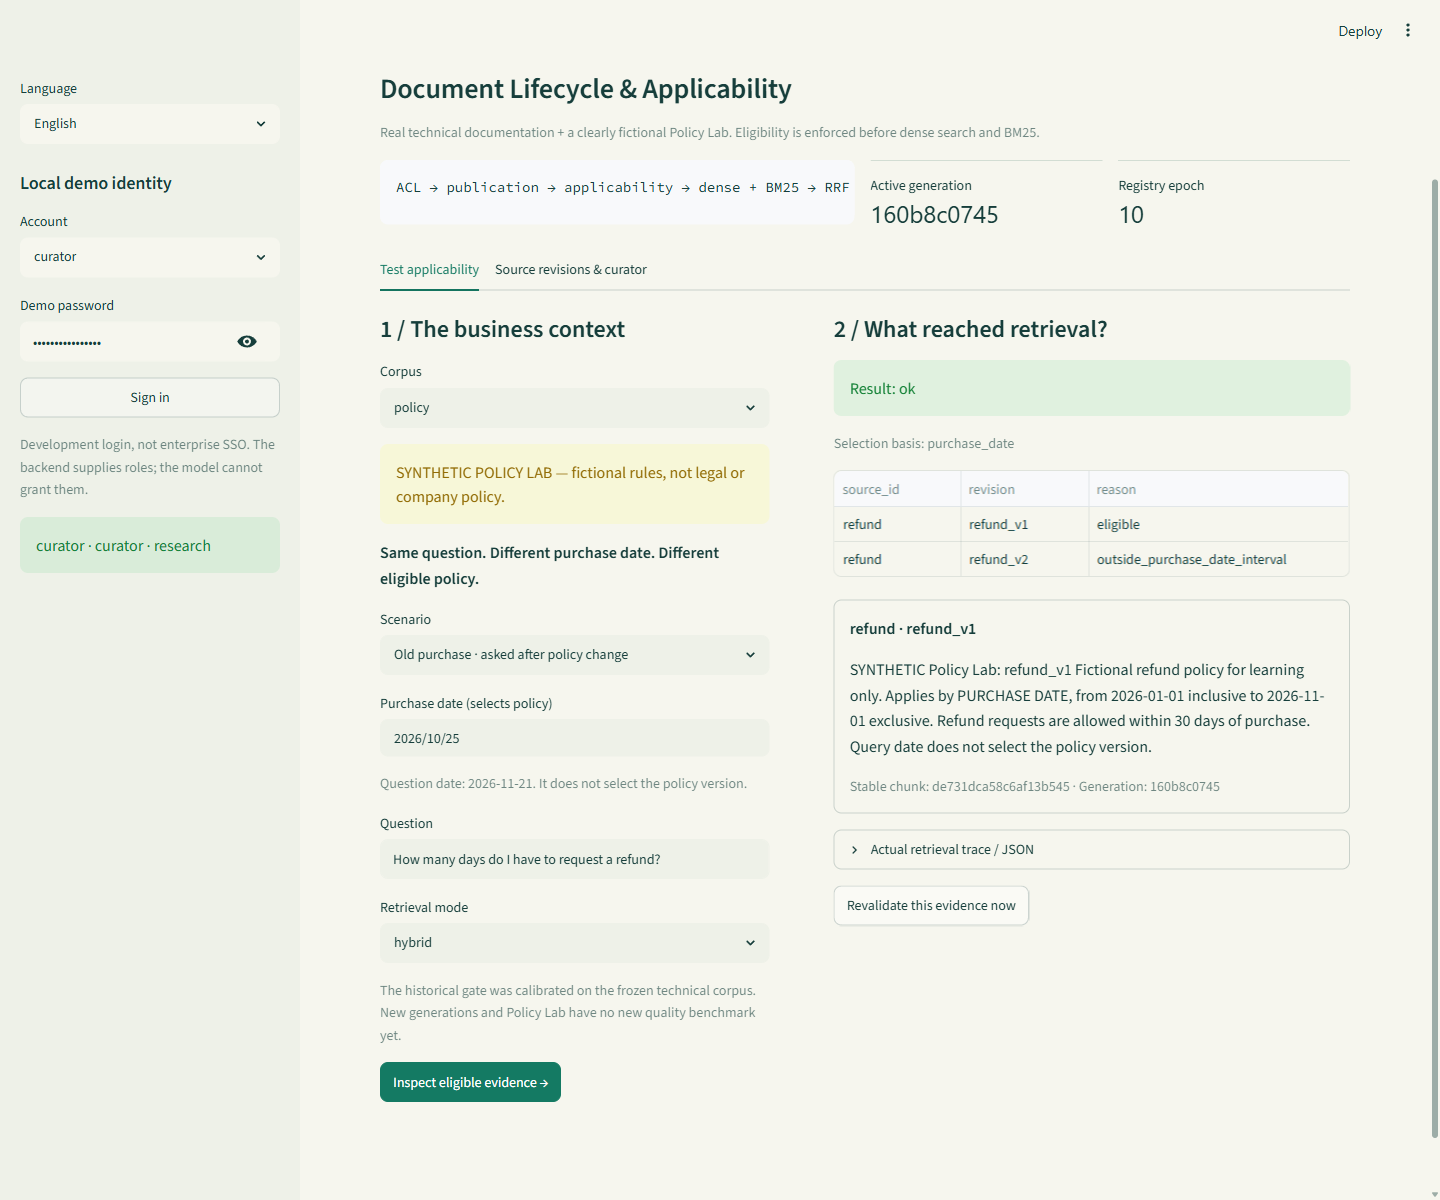 Deploy
Language
English
Local demo identity
Account
curator
Demo password
••••••••••••••••
Sign in
Development login, not enterprise SSO. The
backend supplies roles; the model cannot
grant them.
curator · curator · research
Document Lifecycle & Applicability
Real technical documentation + a clearly fictional Policy Lab. Eligibility is enforced before dense search and BM25.
ACL → publication → applicability → dense + BM25 → RRF
Active generation
160b8c0745
Registry epoch
10
Test applicability
Source revisions & curator
1 / The business context
Corpus
policy
SYNTHETIC POLICY LAB — fictional rules, not legal or
company policy.
Same question. Different purchase date. Different
eligible policy.
Scenario
Old purchase · asked after policy change
Purchase date (selects policy)
2026/10/25
Question date: 2026-11-21. It does not select the policy version.
Question
How many days do I have to request a refund?
Retrieval mode
hybrid
The historical gate was calibrated on the frozen technical corpus.
New generations and Policy Lab have no new quality benchmark
yet.
Inspect eligible evidence →
2 / What reached retrieval?
Result: ok
Selection basis: purchase_date
source_id revision reason
refund refund_v1 eligible
refund refund_v2 outside_purchase_date_interval
refund · refund_v1
SYNTHETIC Policy Lab: refund_v1 Fictional refund policy for learning
only. Applies by PURCHASE DATE, from 2026-01-01 inclusive to 2026-11-
01 exclusive. Refund requests are allowed within 30 days of purchase.
Query date does not select the policy version.
Stable chunk: de731dca58c6af13b545 · Generation: 160b8c0745
Actual retrieval trace / JSON
Revalidate this evidence now